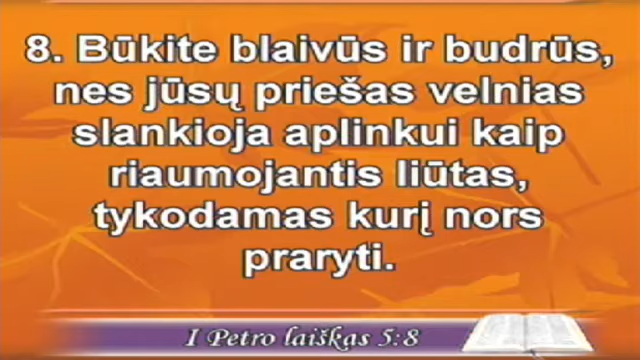 8. Būkite blaivūs ir budrūs,
nes jūsų priešas velnias
slankioja aplinkui kaip
riaumojantis liūtas,
tykodamas kurį nors
praryti.
I Petro laiškas 5:8